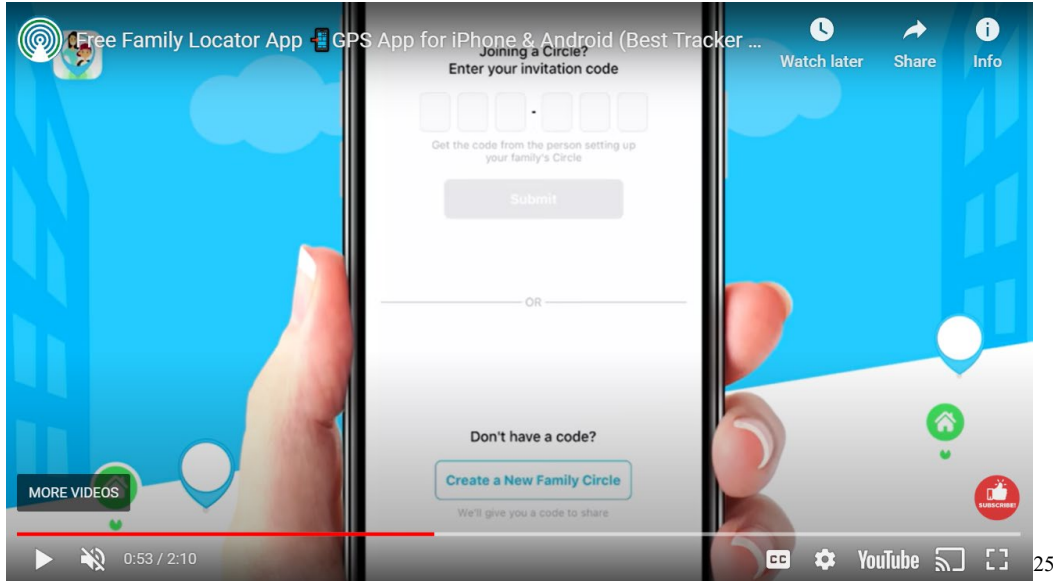 Free Family Locator App 📲 GPS App for iPhone & Android (Best Tracker ...
Watch later
Share
Info
Joining a Circle?
Enter your invitation code
-
Get the code from the person setting up
your family's Circle
Submit
OR
Don't have a code?
Create a New Family Circle
We'll give you a code to share
MORE VIDEOS
SUBSCRIBE!
0:53 / 2:10
CC
YouTube
25